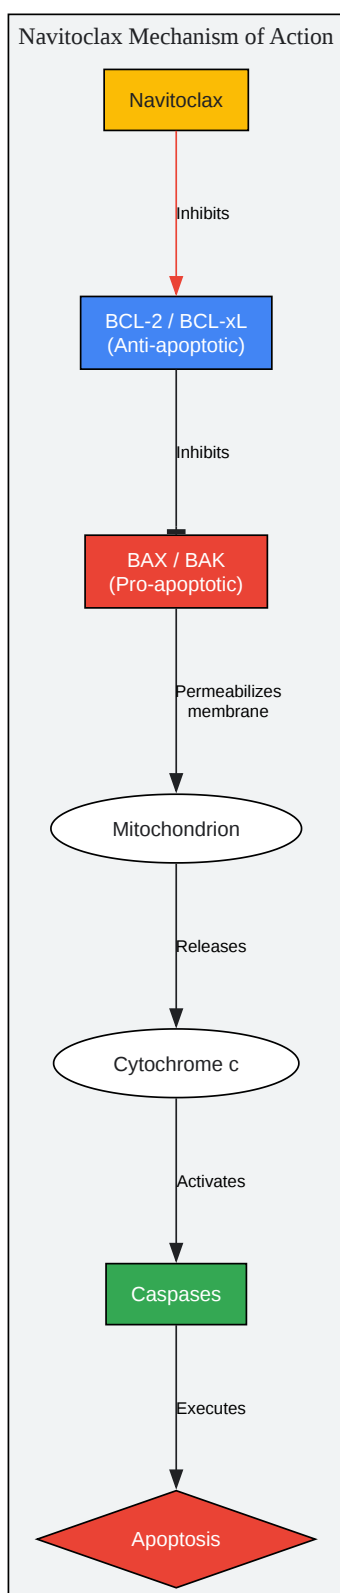 Navitoclax Mechanism of Action
Navitoclax
Inhibits
BCL-2 / BCL-xL
(Anti-apoptotic)
Inhibits
BAX / BAK
(Pro-apoptotic)
Permeabilizes
membrane
Mitochondrion
Releases
Cytochrome c
Activates
Caspases
Executes
Apoptosis